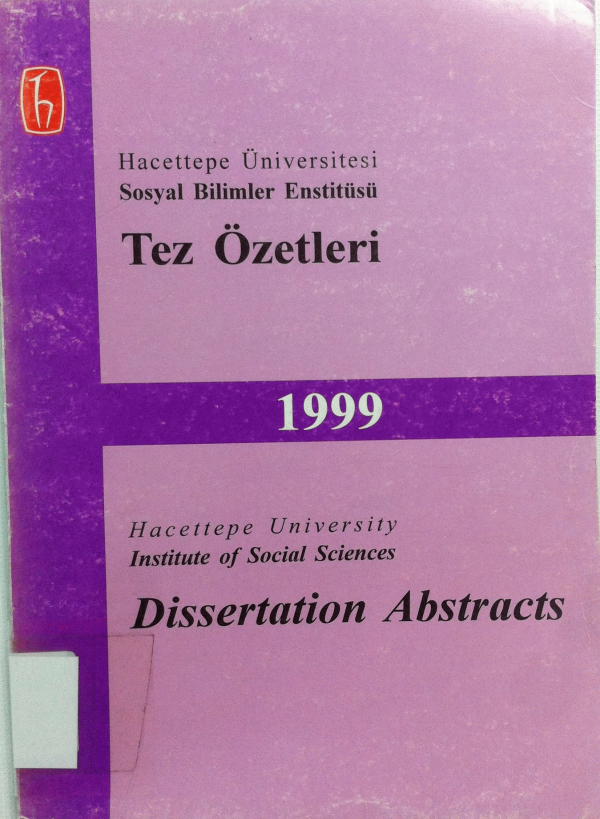 h
Hacettepe Üniversitesi
Sosyal Bilimler Enstitüsü
Tez Özetleri
1999
Hacettepe University
Institute of Social Sciences
Dissertation Abstracts